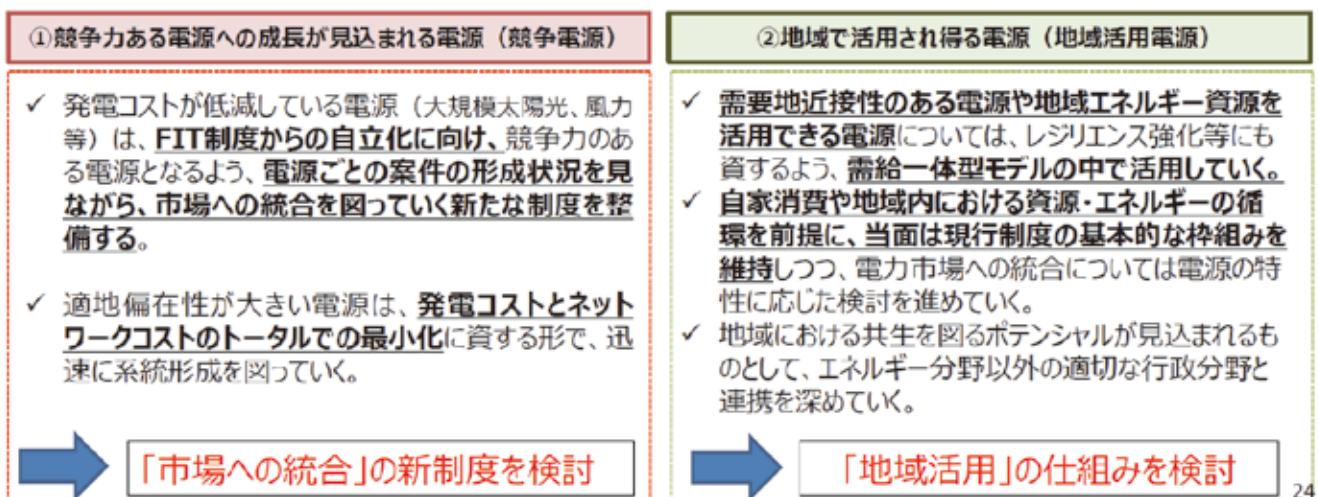 ①競争力ある電源への成長が見込まれる電源（競争電源）
✓ 発電コストが低減している電源（大規模太陽光、風力
等）は、FIT制度からの自立化に向け、競争力のあ
る電源となるよう、電源ごとの案件の形成状況を見
ながら、市場への統合を図っていく新たな制度を整
備する。
✓ 適地偏在性が大きい電源は、発電コストとネット
ワークコストのトータルでの最小化に資する形で、迅
速に系統形成を図っていく。
「市場への統合」の新制度を検討
②地域で活用され得る電源（地域活用電源）
✓ 需要地近接性のある電源や地域エネルギー資源を
活用できる電源については、レジリエンス強化等にも
資するよう、需給一体型モデルの中で活用していく。
✓ 自家消費や地域内における資源・エネルギーの循
環を前提に、当面は現行制度の基本的な枠組みを
維持しつつ、電力市場への統合については電源の特
性に応じた検討を進めていく。
✓ 地域における共生を図るポテンシャルが見込まれるも
のとして、エネルギー分野以外の適切な行政分野と
連携を深めていく。
「地域活用」の仕組みを検討
24